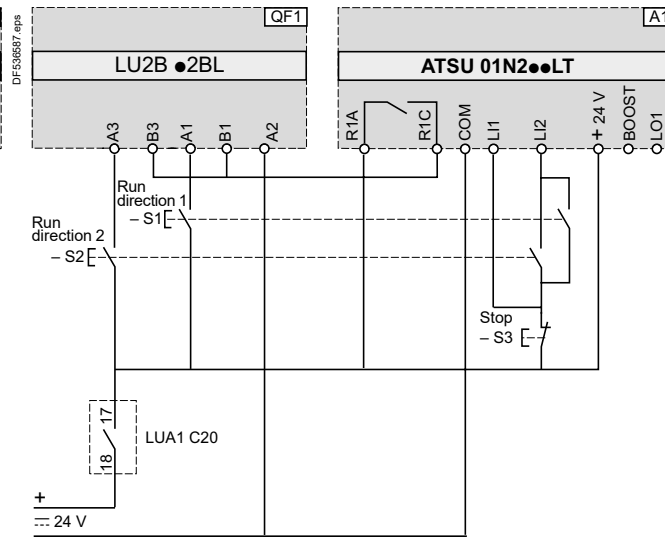 DF536587.eps
QF1
A1
LU2B ●2BL
ATSU 01N2●●LT
A3
B3
A1
B1
A2
R1A
R1C
COM
LI1
LI2
+ 24 V
BOOST
LO1
Run
direction 1
– S1
Run
direction 2
– S2
Stop
– S3
17
18
LUA1 C20
+
24 V